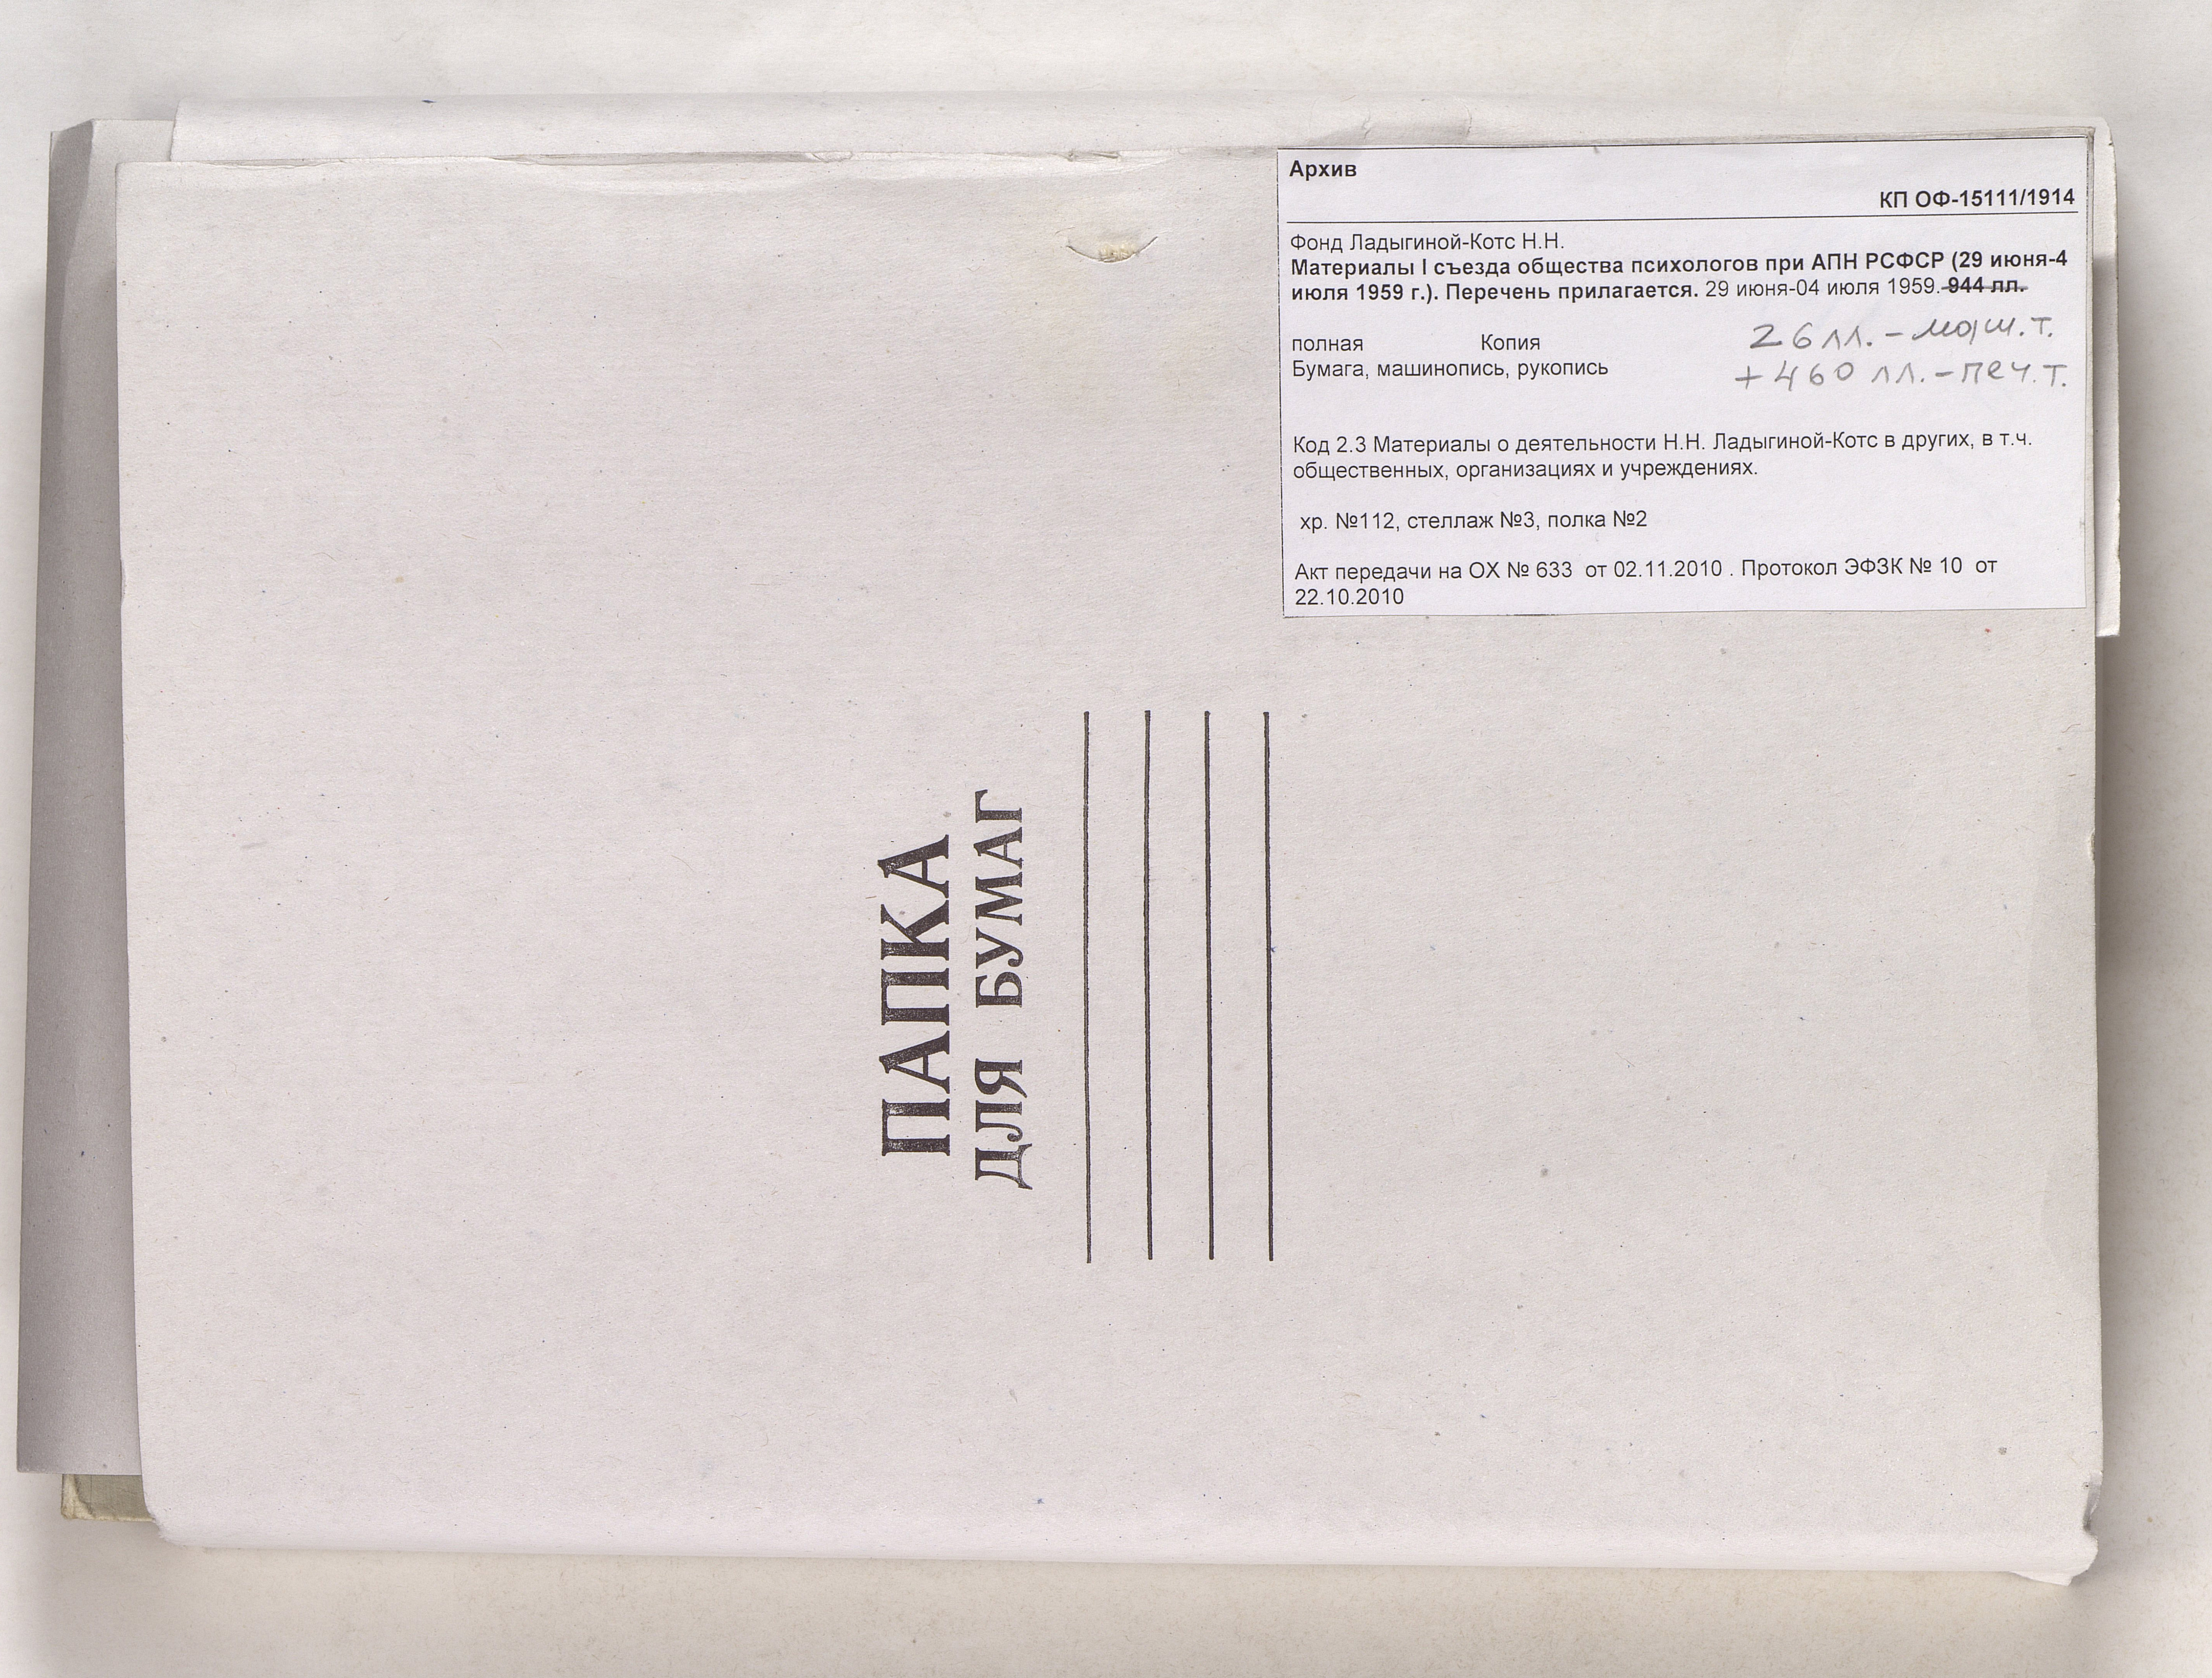 Архив
КП ОФ-15111/1914
Фонд Ладыгиной-Котс Н.Н.
Материалы I съезда общества психологов при АПН РСФСР (29 июня-4
июля 1959 г.). Перечень прилагается. 29 июня-04 июля 1959. 944 лл.
26 лл. – маш.т.
полная Копия
+460 лл. – печ.т.
Бумага, машинопись, рукопись
Код 2.3 Материалы о деятельности Н.Н. Ладыгиной-Котс в других, в т.ч.
общественных, организациях и учреждениях.
хр. №112, стеллаж №3, полка №2
Акт передачи на ОХ № 633 от 02.11.2010 . Протокол ЭФЗК № 10 от
22.10.2010
ПАПКА
ДЛЯ БУМАГ